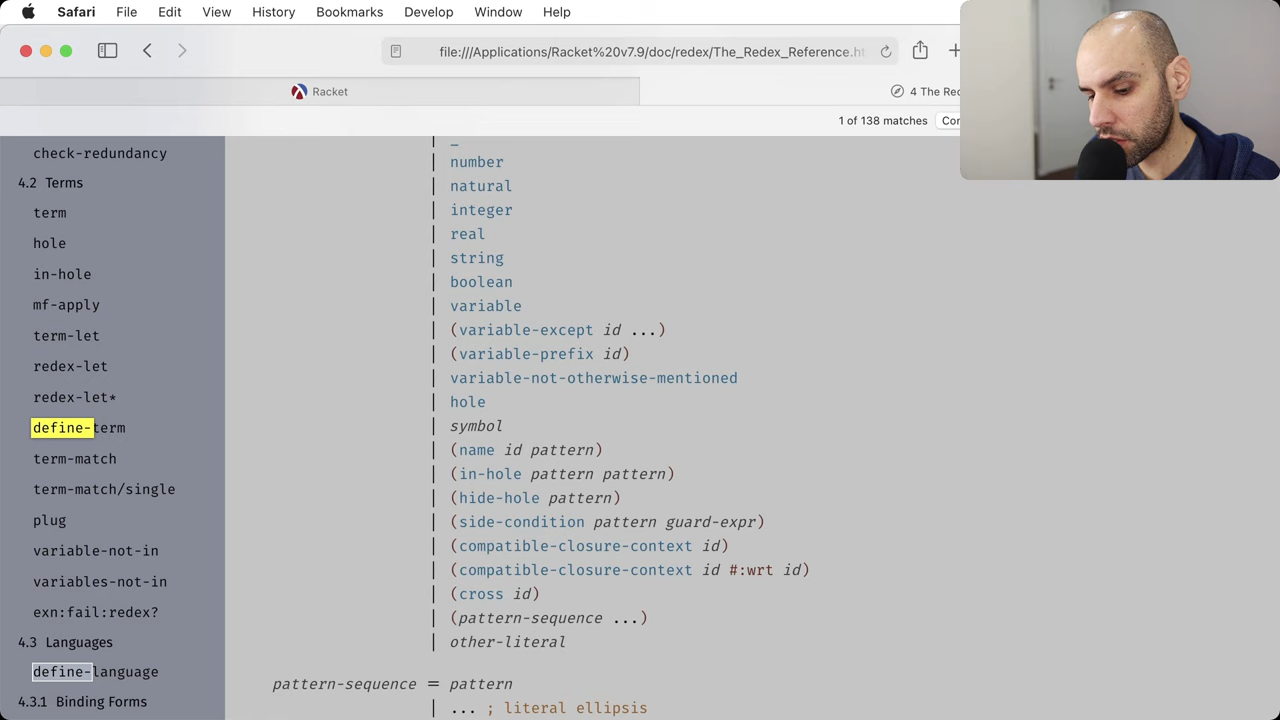 Safari File Edit View History Bookmarks Develop Window Help
file:///Applications/Racket%20v7.9/doc/redex/The_Redex_Reference.h
Racket
4 The Rec
1 of 138 matches
check-redundancy
4.2 Terms
term
hole
in-hole
mf-apply
term-let
redex-let
redex-let*
define-term
term-match
term-match/single
plug
variable-not-in
variables-not-in
exn:fail:redex?
4.3 Languages
define-language
4.3.1 Binding Forms
| _
| number
| natural
| integer
| real
| string
| boolean
| variable
| (variable-except id ...)
| (variable-prefix id)
| variable-not-otherwise-mentioned
| hole
| symbol
| (name id pattern)
| (in-hole pattern pattern)
| (hide-hole pattern)
| (side-condition pattern guard-expr)
| (compatible-closure-context id)
| (compatible-closure-context id #:wrt id)
| (cross id)
| (pattern-sequence ...)
| other-literal
pattern-sequence = pattern
| ... ; literal ellipsis